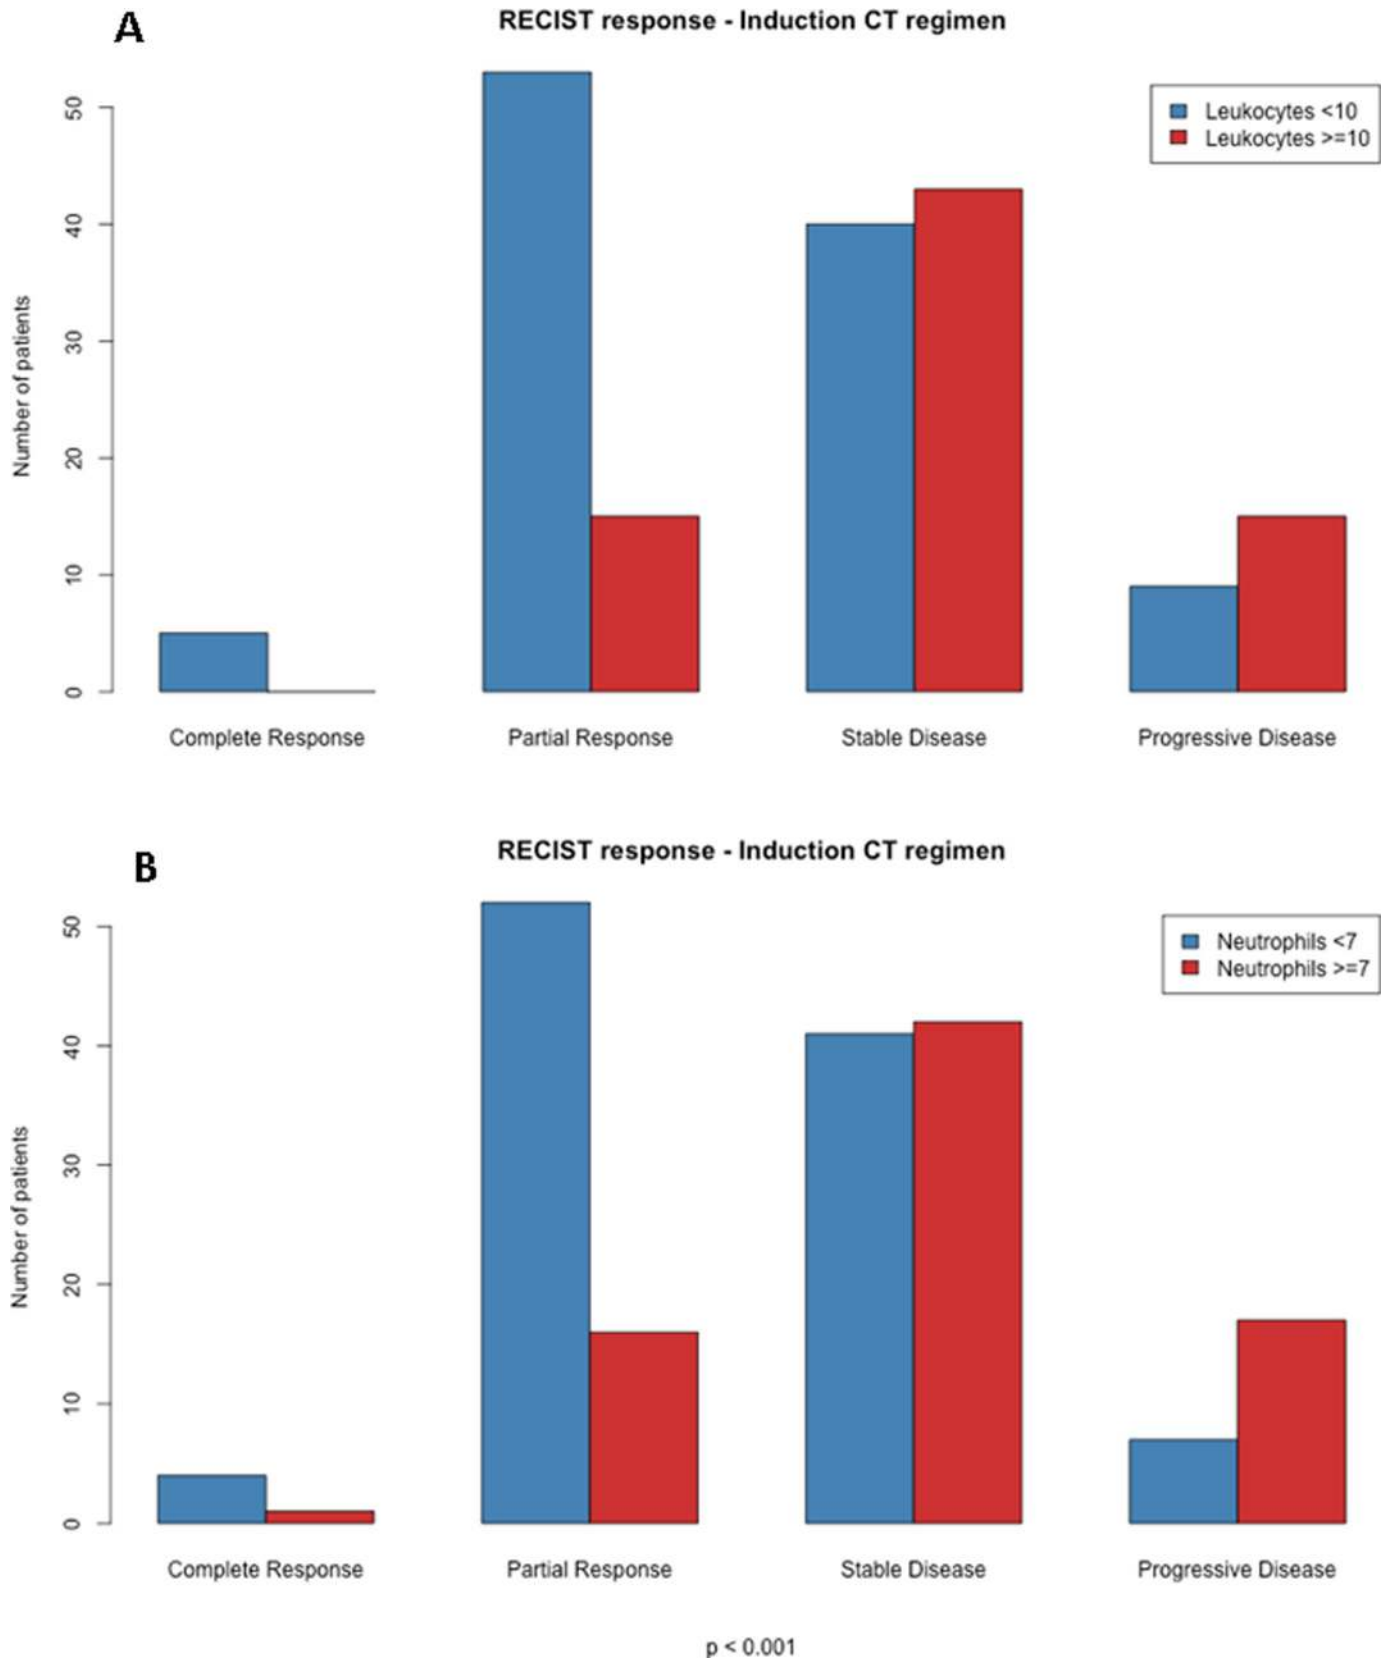 A
RECIST response - Induction CT regimen
Leukocytes <10
Leukocytes >=10
Number of patients
50
40
30
20
10
0
Complete Response Partial Response Stable Disease Progressive Disease
B
RECIST response - Induction CT regimen
Neutrophils <7
Neutrophils >=7
Number of patients
50
40
30
20
10
0
Complete Response Partial Response Stable Disease Progressive Disease
p < 0.001